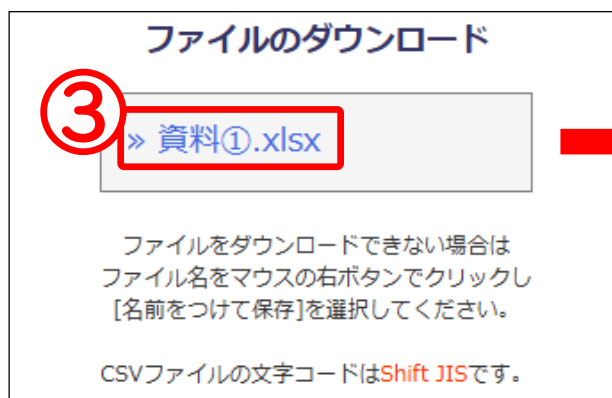 ファイルのダウンロード
③
» 資料①.xlsx
ファイルをダウンロードできない場合は
ファイル名をマウスの右ボタンでクリックし
[名前をつけて保存]を選択してください。
CSVファイルの文字コードはShift JISです。